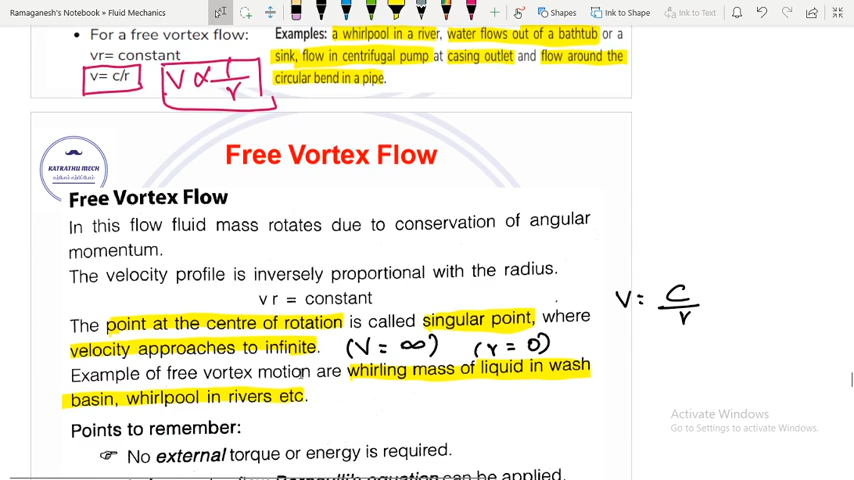 Ramaganesh's Notebook » Fluid Mechanics
Shapes
Ink to Shape
Ink to Text
• For a free vortex flow:
vr= constant
v= c/r
V ∝ 1/r
Examples: a whirlpool in a river, water flows out of a bathtub or a
sink, flow in centrifugal pump at casing outlet and flow around the
circular bend in a pipe.
KATRATHU MECH
Free Vortex Flow
Free Vortex Flow
In this flow fluid mass rotates due to conservation of angular
momentum.
The velocity profile is inversely proportional with the radius.
v r = constant
V = C/r
The point at the centre of rotation is called singular point, where
velocity approaches to infinite. (V = ∞) (r = 0)
Example of free vortex motion are whirling mass of liquid in wash
basin, whirlpool in rivers etc.
Points to remember:
☞ No external torque or energy is required.
Bernoulli's equation can be applied.
Activate Windows
Go to Settings to activate Windows.